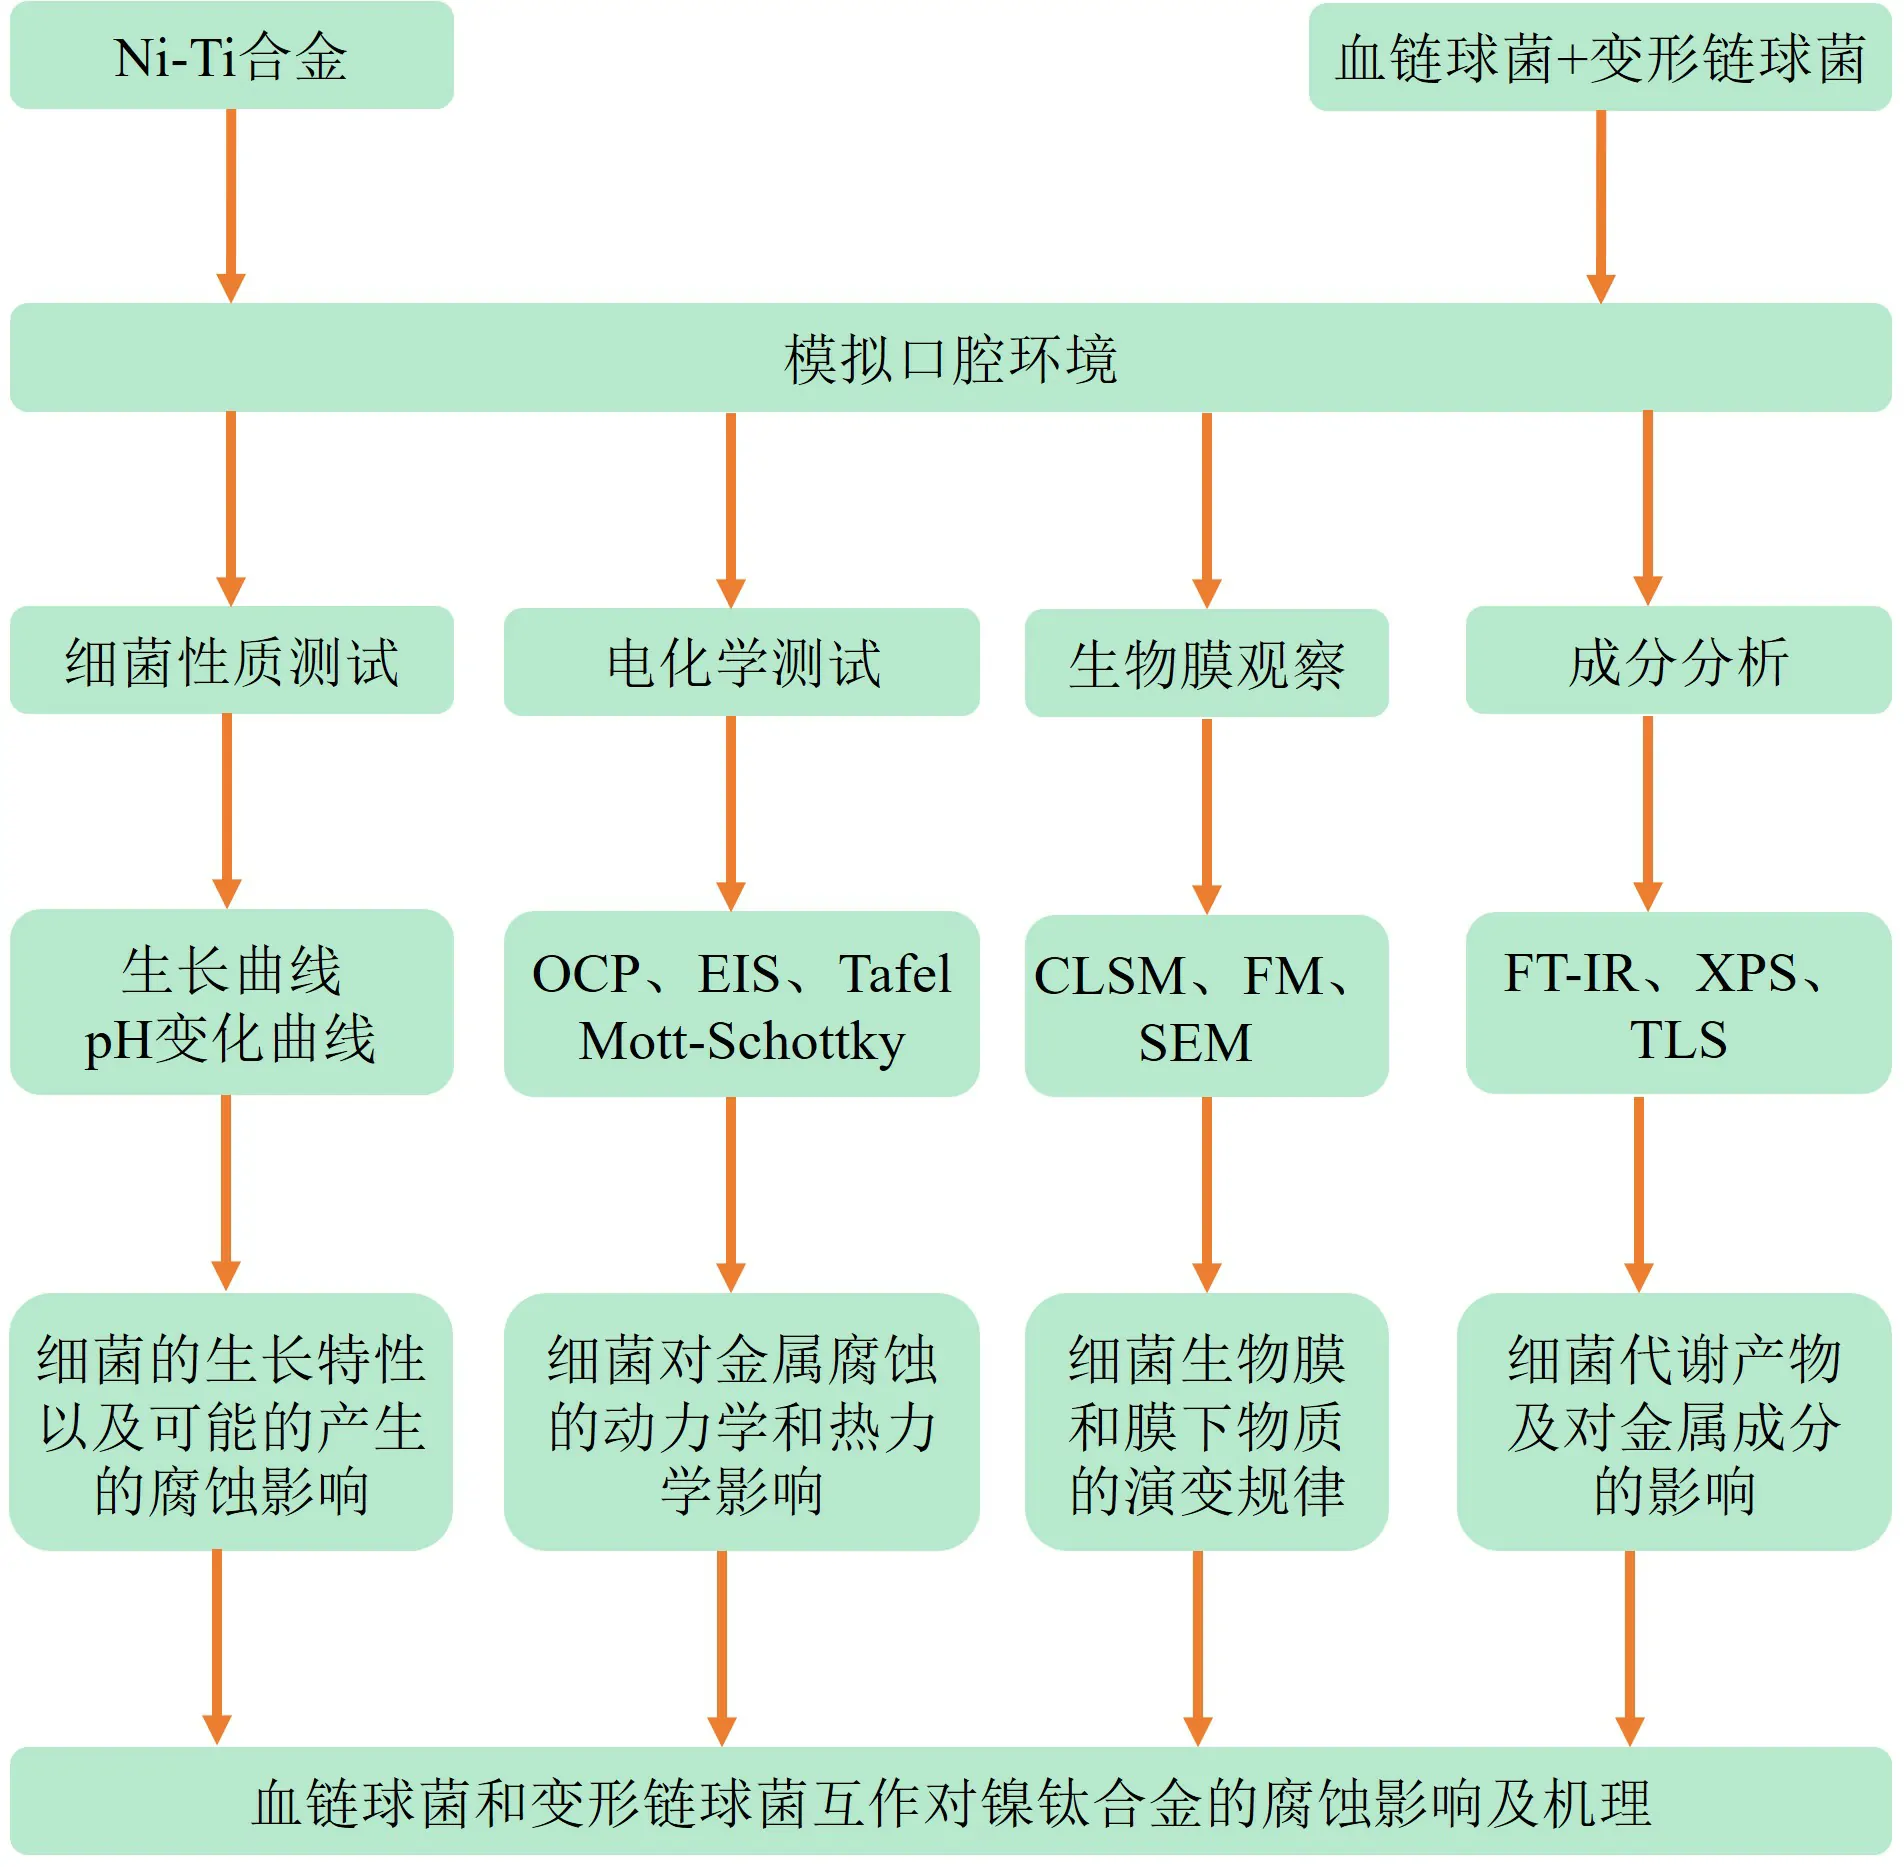 Ni-Ti合金
血链球菌+变形链球菌
模拟口腔环境
细菌性质测试
电化学测试
生物膜观察
成分分析
生长曲线
pH变化曲线
OCP、EIS、Tafel
Mott-Schottky
CLSM、FM、
SEM
FT-IR、XPS、
TLS
细菌的生长特性
以及可能的产生
的腐蚀影响
细菌对金属腐蚀
的动力学和热力
学影响
细菌生物膜
和膜下物质
的演变规律
细菌代谢产物
及对金属成分
的影响
血链球菌和变形链球菌互作对镍钛合金的腐蚀影响及机理